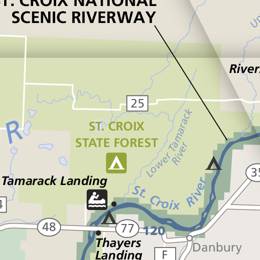 ST. CROIX NATIONAL
SCENIC RIVERWAY
25
ST. CROIX
STATE FOREST
Lower Tamarack
River
R
Tamarack Landing
St. Croix River
35
48
77
120
F
Thayers
Landing
Danbury